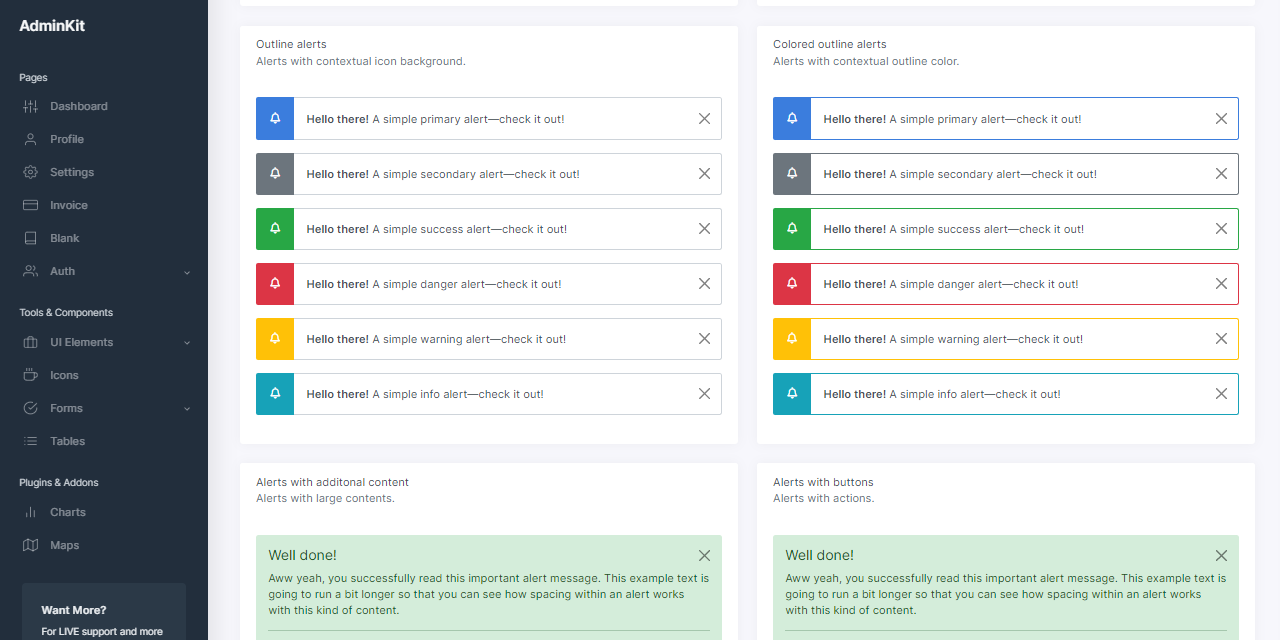 AdminKit
Pages
Dashboard
Profile
Settings
Invoice
Blank
Auth
Tools & Components
UI Elements
Icons
Forms
Tables
Plugins & Addons
Charts
Maps
Want More?
For LIVE support and more
Outline alerts
Alerts with contextual icon background.
Hello there! A simple primary alert—check it out!
Hello there! A simple secondary alert—check it out!
Hello there! A simple success alert—check it out!
Hello there! A simple danger alert—check it out!
Hello there! A simple warning alert—check it out!
Hello there! A simple info alert—check it out!
Colored outline alerts
Alerts with contextual outline color.
Hello there! A simple primary alert—check it out!
Hello there! A simple secondary alert—check it out!
Hello there! A simple success alert—check it out!
Hello there! A simple danger alert—check it out!
Hello there! A simple warning alert—check it out!
Hello there! A simple info alert—check it out!
Alerts with additonal content
Alerts with large contents.
Well done!
Aww yeah, you successfully read this important alert message. This example text is
going to run a bit longer so that you can see how spacing within an alert works
with this kind of content.
Alerts with buttons
Alerts with actions.
Well done!
Aww yeah, you successfully read this important alert message. This example text is
going to run a bit longer so that you can see how spacing within an alert works
with this kind of content.